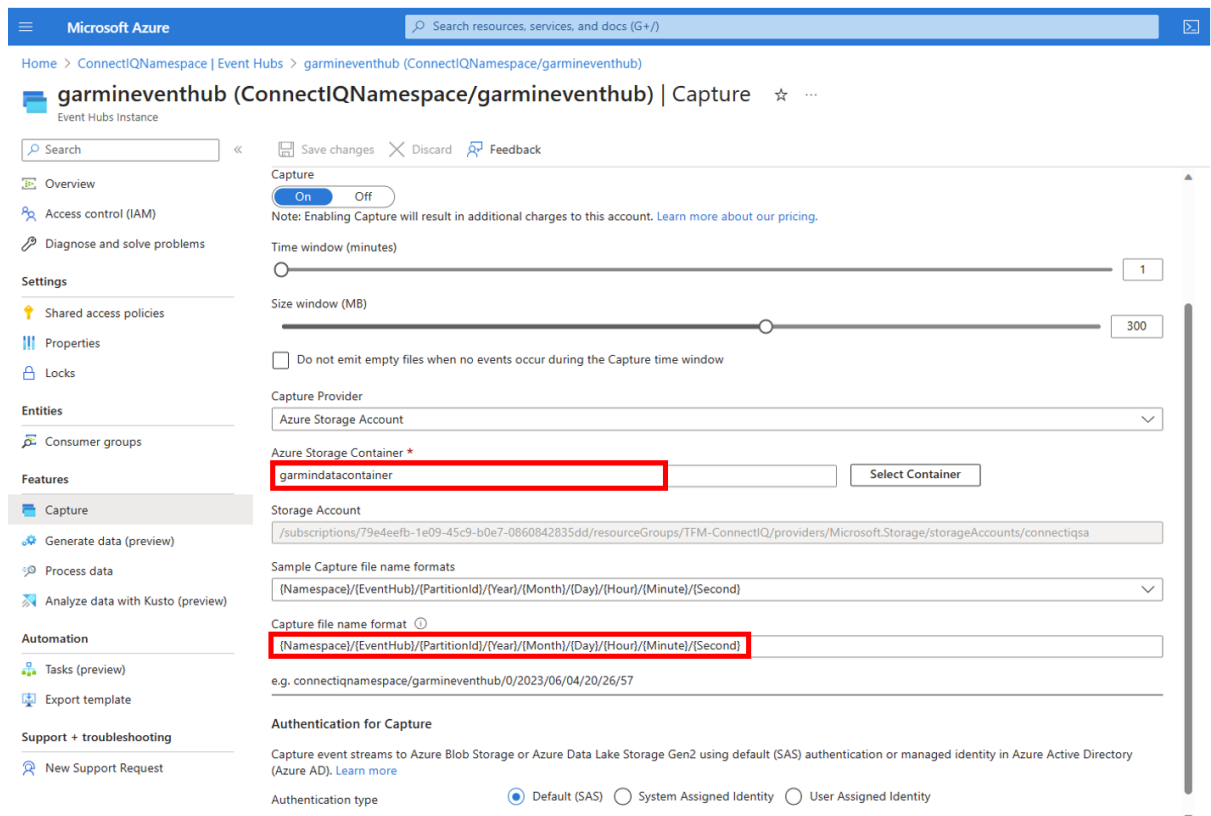 Microsoft Azure
Search resources, services, and docs (G+/)
Home > ConnectIQNamespace | Event Hubs > garmineventhub (ConnectIQNamespace/garmineventhub)
garmineventhub (ConnectIQNamespace/garmineventhub) | Capture
Event Hubs Instance
Search
Overview
Access control (IAM)
Diagnose and solve problems
Settings
Shared access policies
Properties
Locks
Entities
Consumer groups
Features
Capture
Generate data (preview)
Process data
Analyze data with Kusto (preview)
Automation
Tasks (preview)
Export template
Support + troubleshooting
New Support Request
Save changes Discard Feedback
Capture
On Off
Note: Enabling Capture will result in additional charges to this account. Learn more about our pricing.
Time window (minutes)
1
Size window (MB)
300
Do not emit empty files when no events occur during the Capture time window
Capture Provider
Azure Storage Account
Azure Storage Container *
garmindatacontainer Select Container
Storage Account
/subscriptions/79e4eefb-1e09-45c9-b0e7-0860842835dd/resourceGroups/TFM-ConnectIQ/providers/Microsoft.Storage/storageAccounts/connectiqsa
Sample Capture file name formats
{Namespace}/{EventHub}/{PartitionId}/{Year}/{Month}/{Day}/{Hour}/{Minute}/{Second}
Capture file name format
{Namespace}/{EventHub}/{PartitionId}/{Year}/{Month}/{Day}/{Hour}/{Minute}/{Second}
e.g. connectiqnamespace/garmineventhub/0/2023/06/04/20/26/57
Authentication for Capture
Capture event streams to Azure Blob Storage or Azure Data Lake Storage Gen2 using default (SAS) authentication or managed identity in Azure Active Directory
(Azure AD). Learn more
Authentication type Default (SAS) System Assigned Identity User Assigned Identity